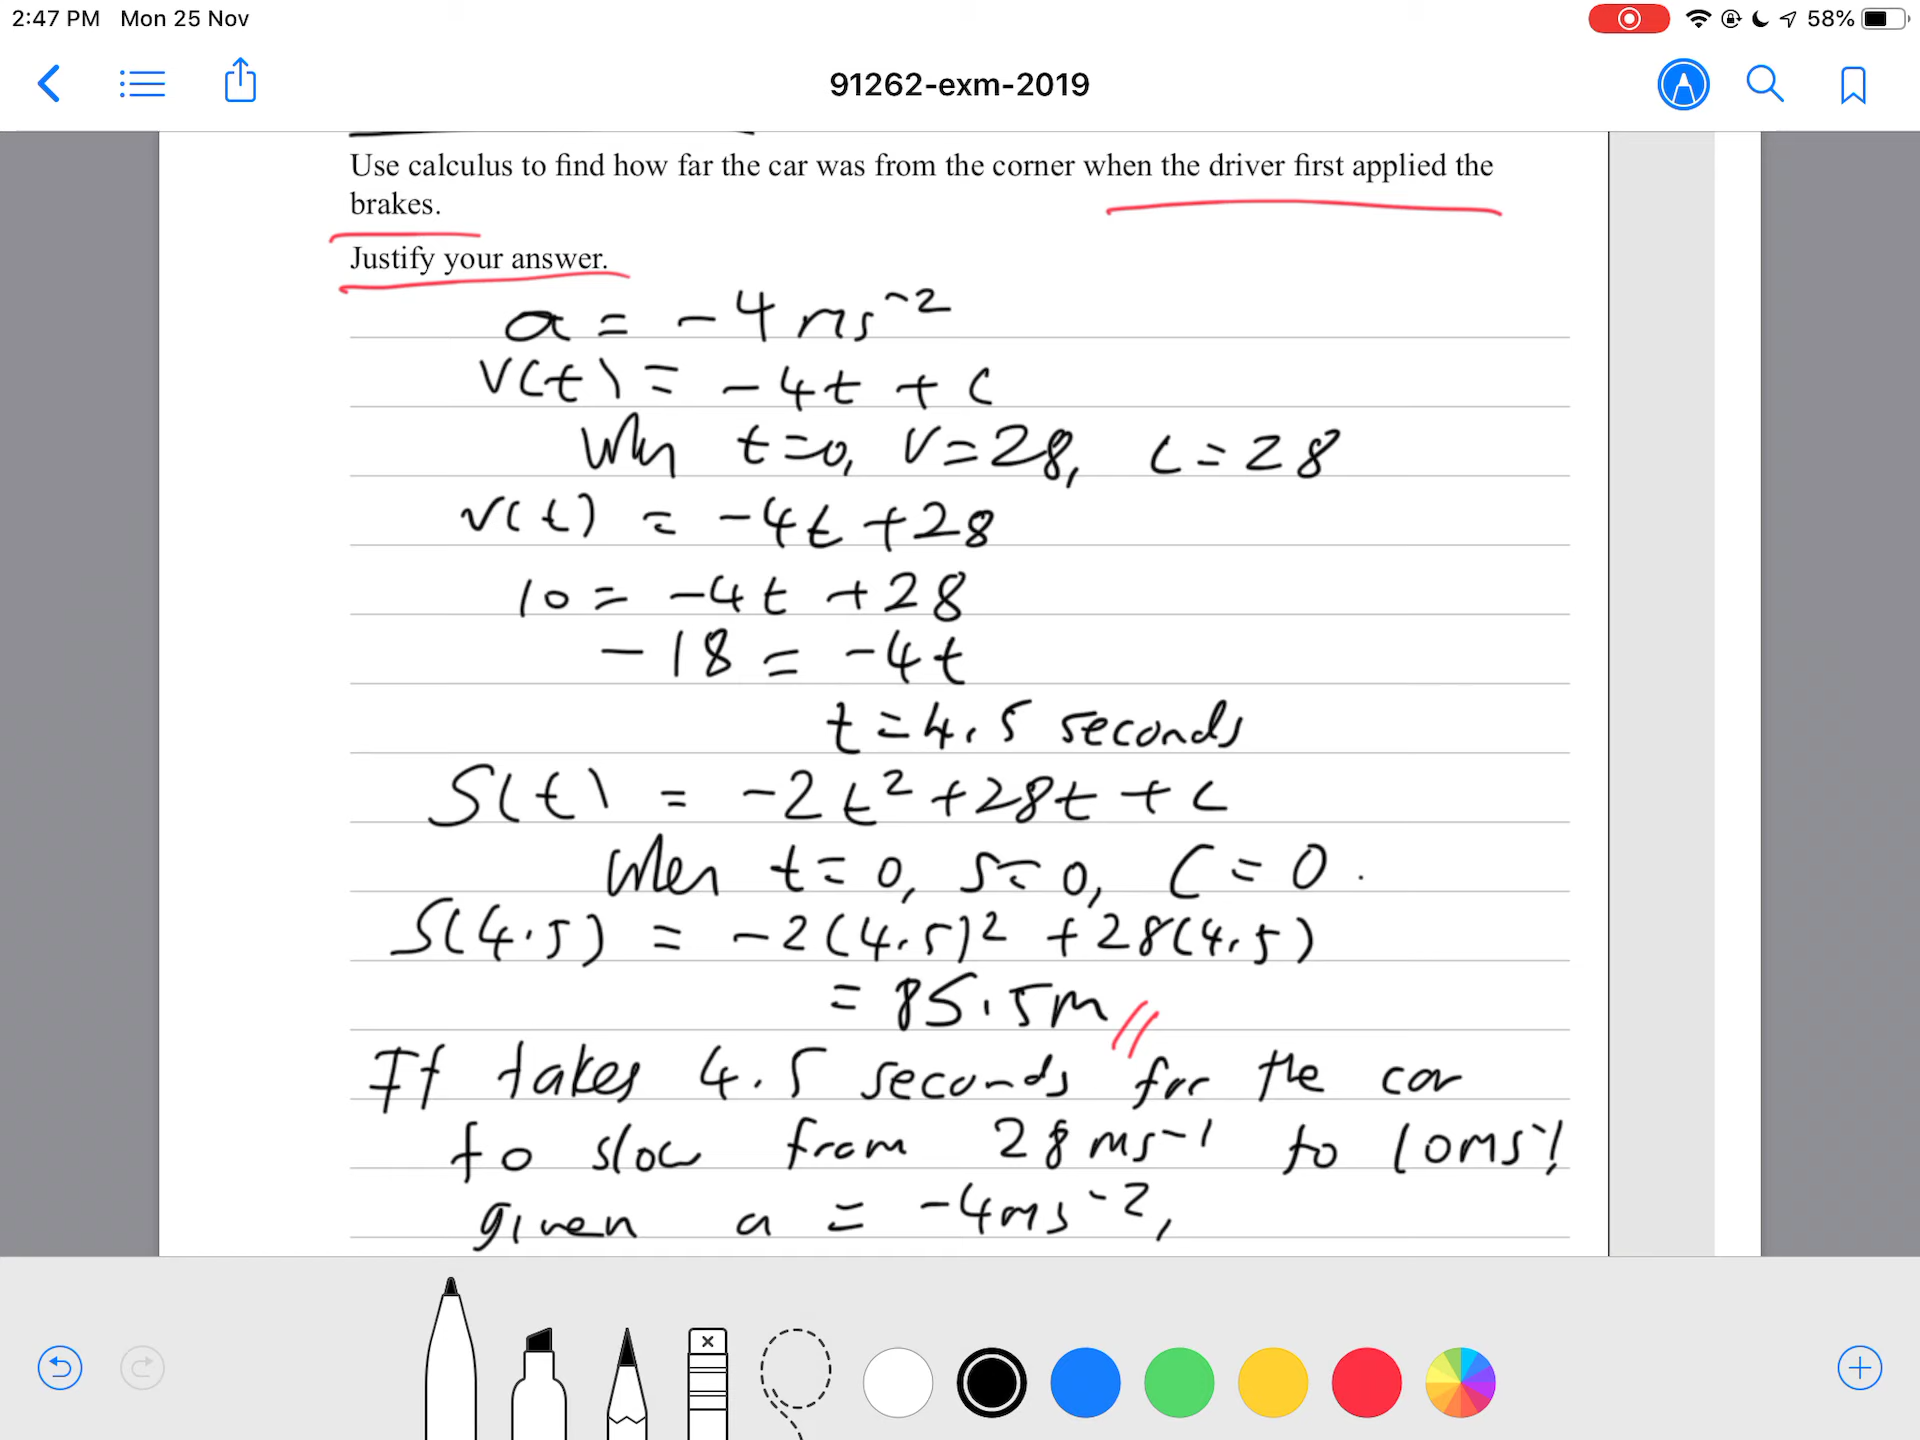 2:47 PM Mon 25 Nov
58%
91262-exm-2019
Use calculus to find how far the car was from the corner when the driver first applied the
brakes.
Justify your answer.
a = -4 ms⁻²
v(t) = -4t + c
when t=0, v=28, c=28
v(t) = -4t +28
10 = -4t +28
-18 = -4t
t=4.5 seconds
S(t) = -2t² +28t + c
when t=0, s=0, c=0.
S(4.5) = -2(4.5)² +28(4.5)
= 85.5m
It takes 4.5 seconds for the car
to slow from 28 ms⁻¹ to 10ms⁻¹
given a = -4ms⁻²,